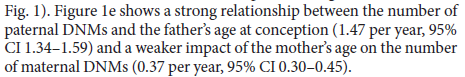 Fig. 1). Figure 1e shows a strong relationship between the number of
paternal DNMs and the father's age at conception (1.47 per year, 95%
CI 1.34–1.59) and a weaker impact of the mother's age on the number
of maternal DNMs (0.37 per year, 95% CI 0.30–0.45).